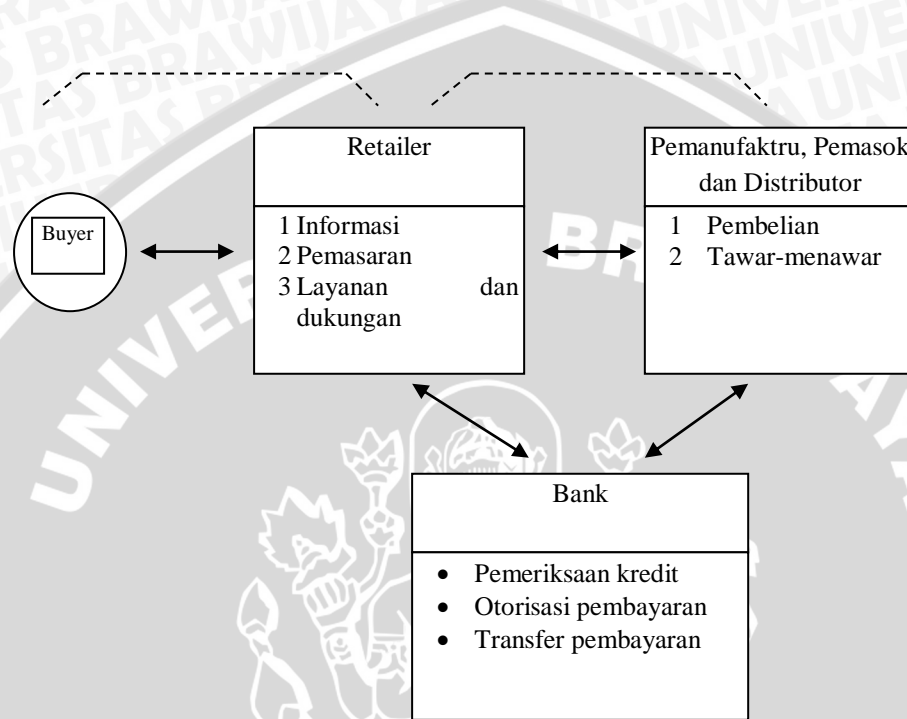 Retailer
Pemanufaktru, Pemasok
dan Distributor
Buyer
1 Informasi
2 Pemasaran
3 Layanan dan
dukungan
1 Pembelian
2 Tawar-menawar
Bank
• Pemeriksaan kredit
• Otorisasi pembayaran
• Transfer pembayaran